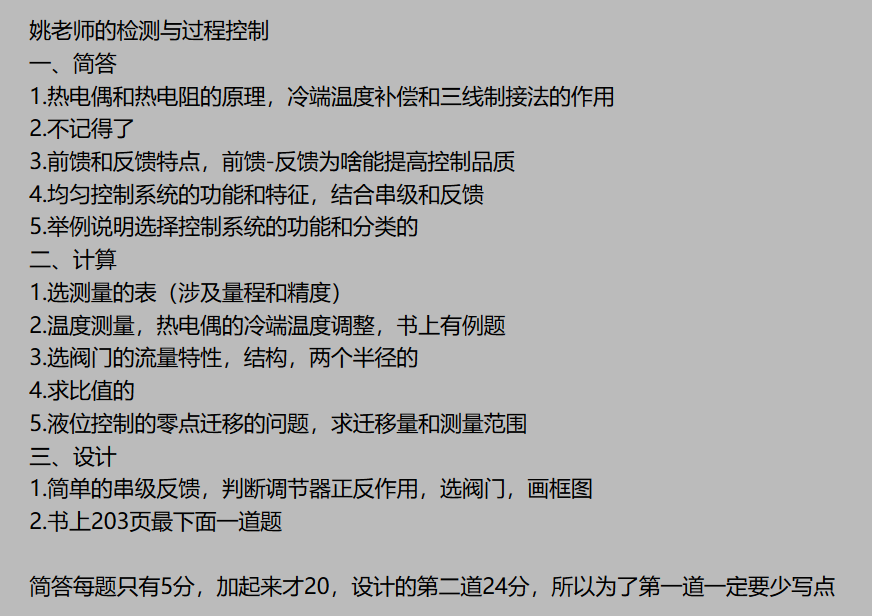 姚老师的检测与过程控制
一、简答
1.热电偶和热电阻的原理，冷端温度补偿和三线制接法的作用
2.不记得了
3.前馈和反馈特点，前馈-反馈为啥能提高控制品质
4.均匀控制系统的功能和特征，结合串级和反馈
5.举例说明选择控制系统的功能和分类的
二、计算
1.选测量的表（涉及量程和精度）
2.温度测量，热电偶的冷端温度调整，书上有例题
3.选阀门的流量特性，结构，两个半径的
4.求比值的
5.液位控制的零点迁移的问题，求迁移量和测量范围
三、设计
1.简单的串级反馈，判断调节器正反作用，选阀门，画框图
2.书上203页最下面一道题
简答每题只有5分，加起来才20，设计的第二道24分，所以为了第一道一定要少写点